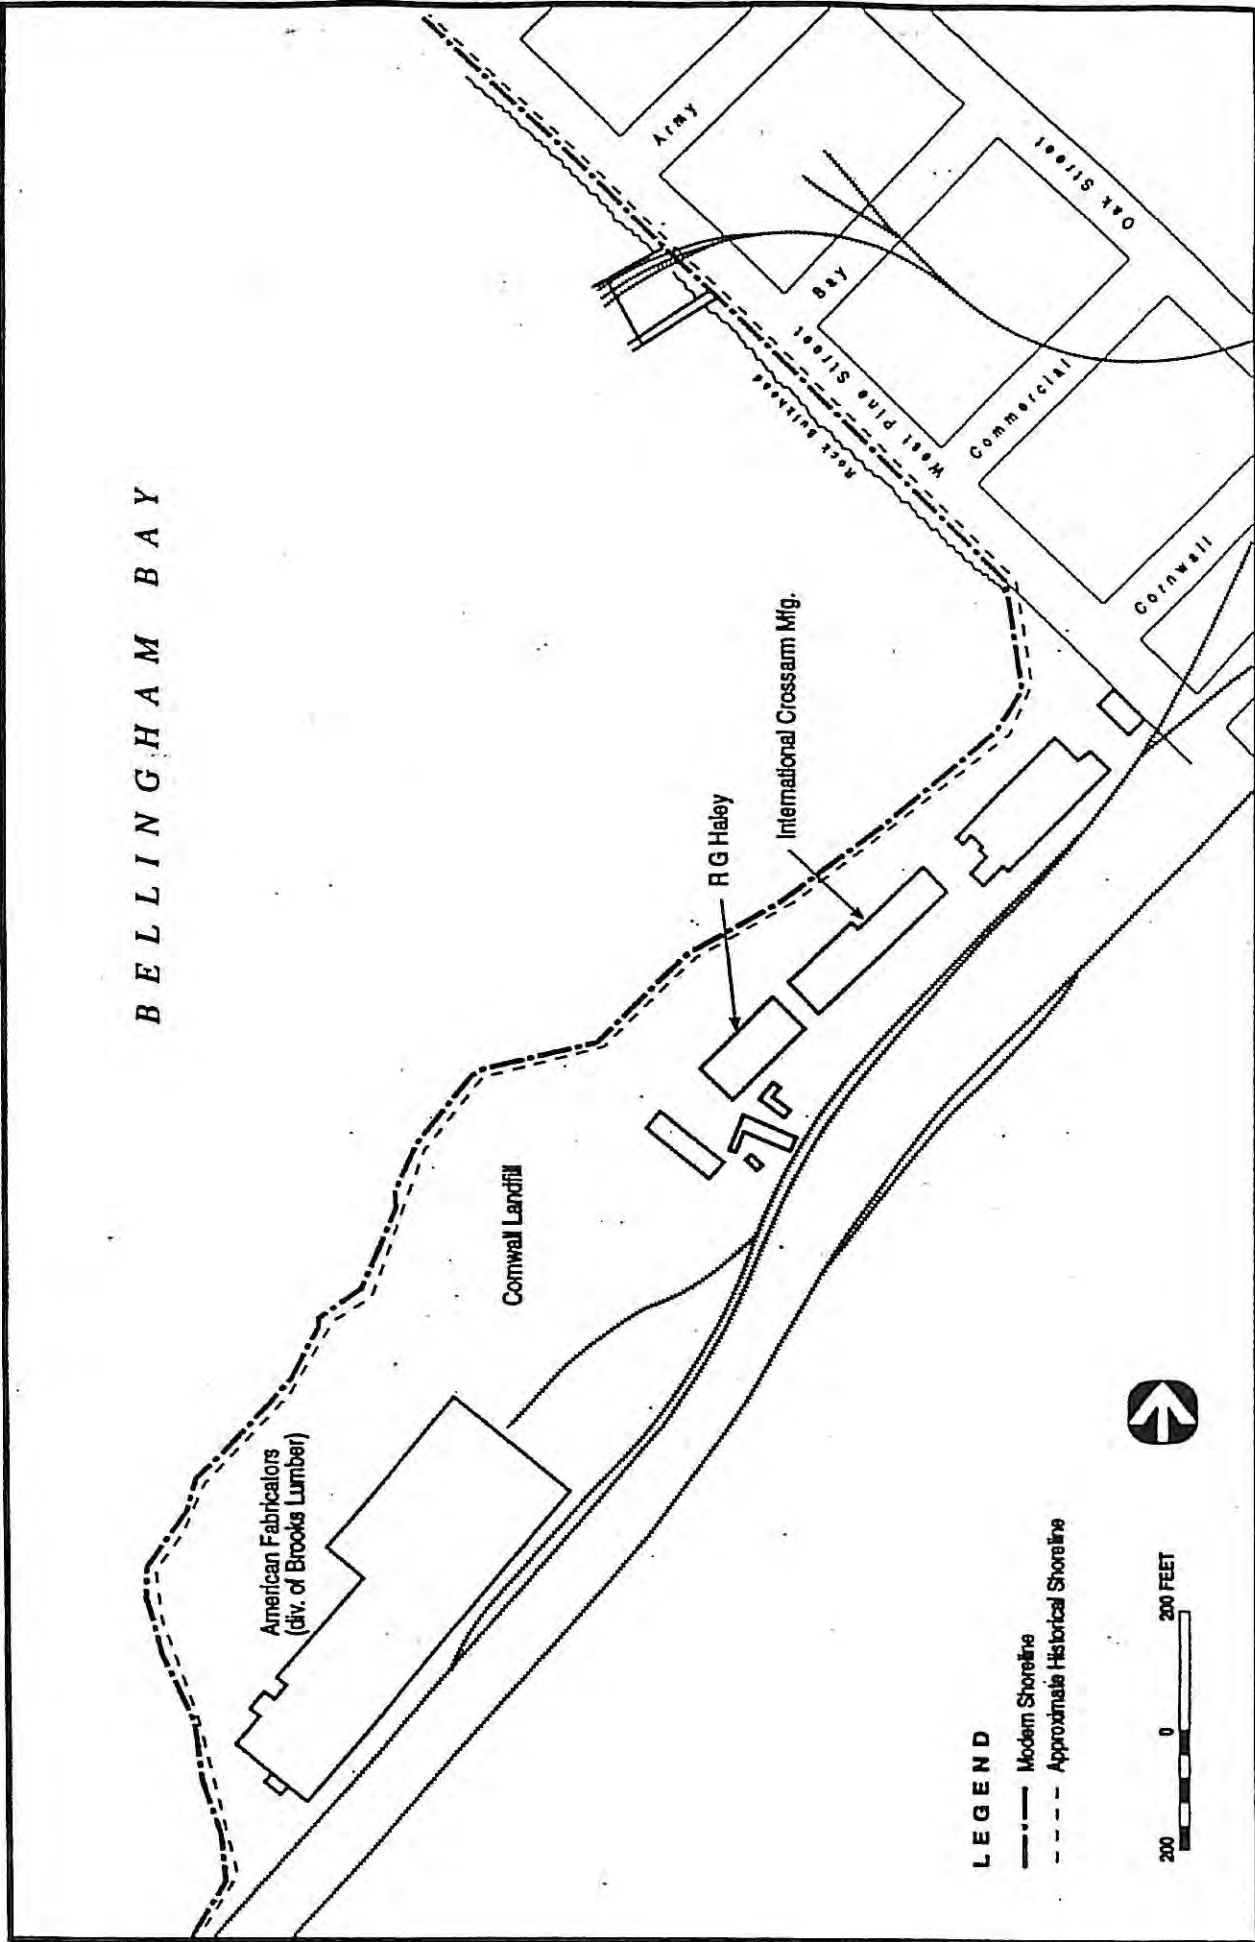 BELLINGHAM BAY
Army
Bay
Oak Street
West Pine Street
Rock Bulkhead
Commercial
Cornwall
International Crossarm Mfg.
R G Haley
Cornwall Landfill
American Fabricators
(div. of Brooks Lumber)
LEGEND
Modern Shoreline
Approximate Historical Shoreline
200 0 200 FEET